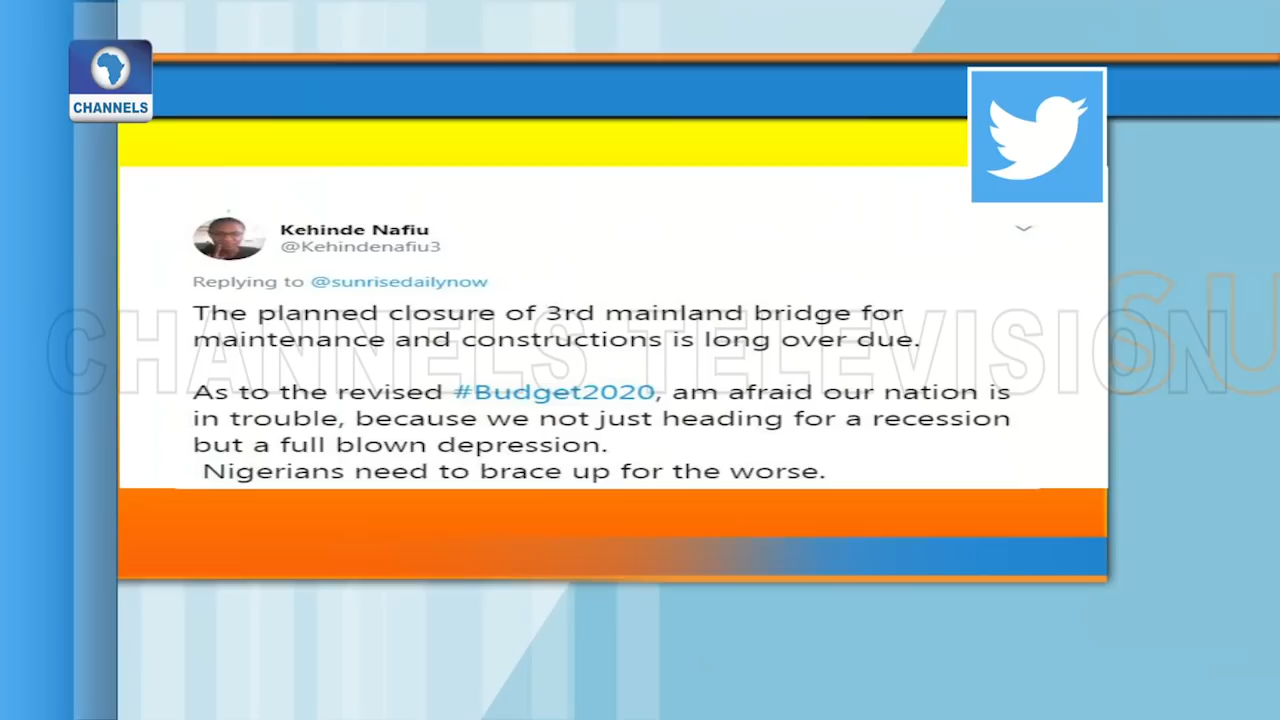 CHANNELS
Kehinde Nafiu
@Kehindenafiu3
Replying to @sunrisedailynow
The planned closure of 3rd mainland bridge for
maintenance and constructions is long over due.
As to the revised #Budget2020, am afraid our nation is
in trouble, because we not just heading for a recession
but a full blown depression.
Nigerians need to brace up for the worse.
CHANNELS TELEVISION
SU